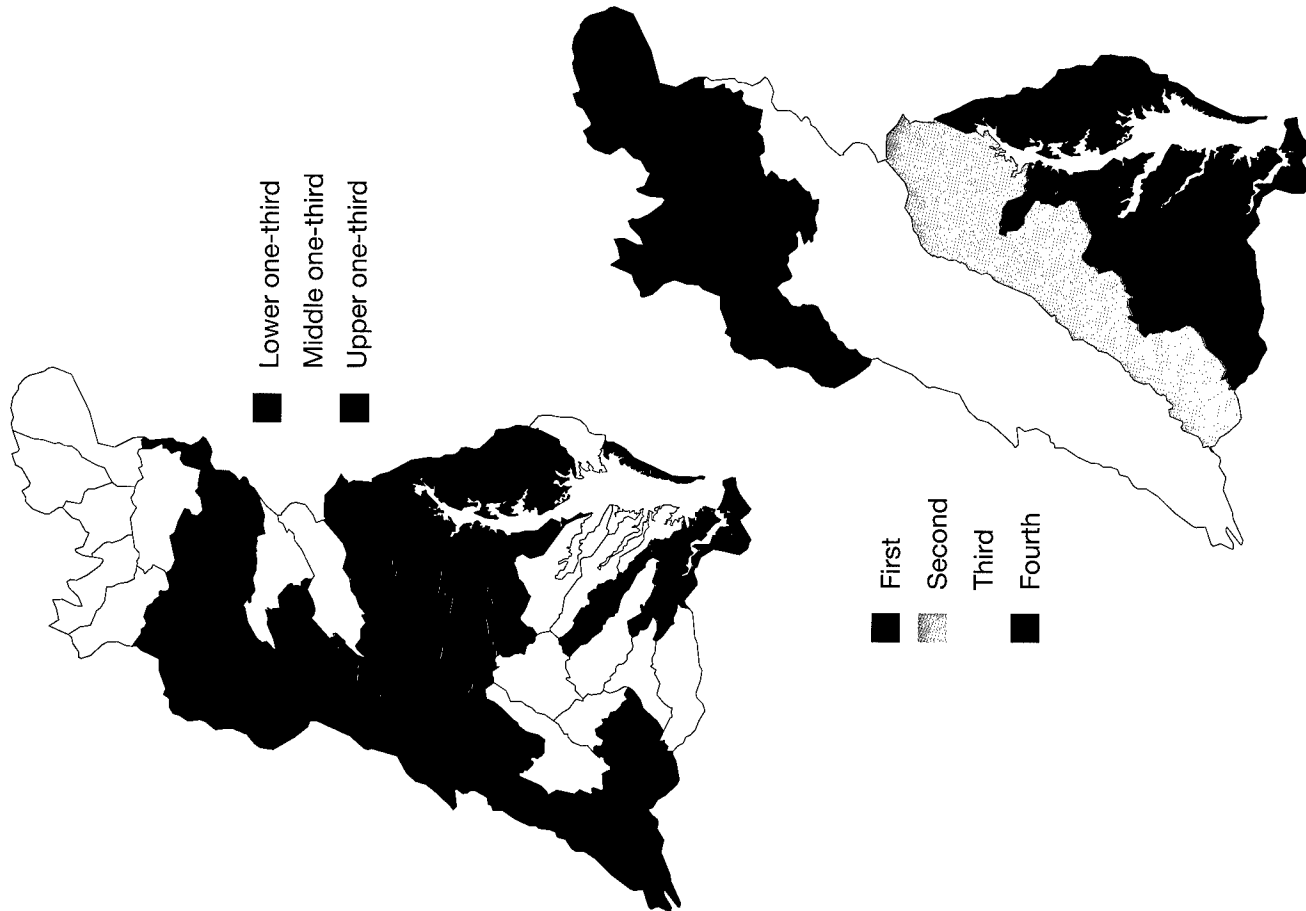 Lower one-third
Middle one-third
Upper one-third
First
Second
Third
Fourth